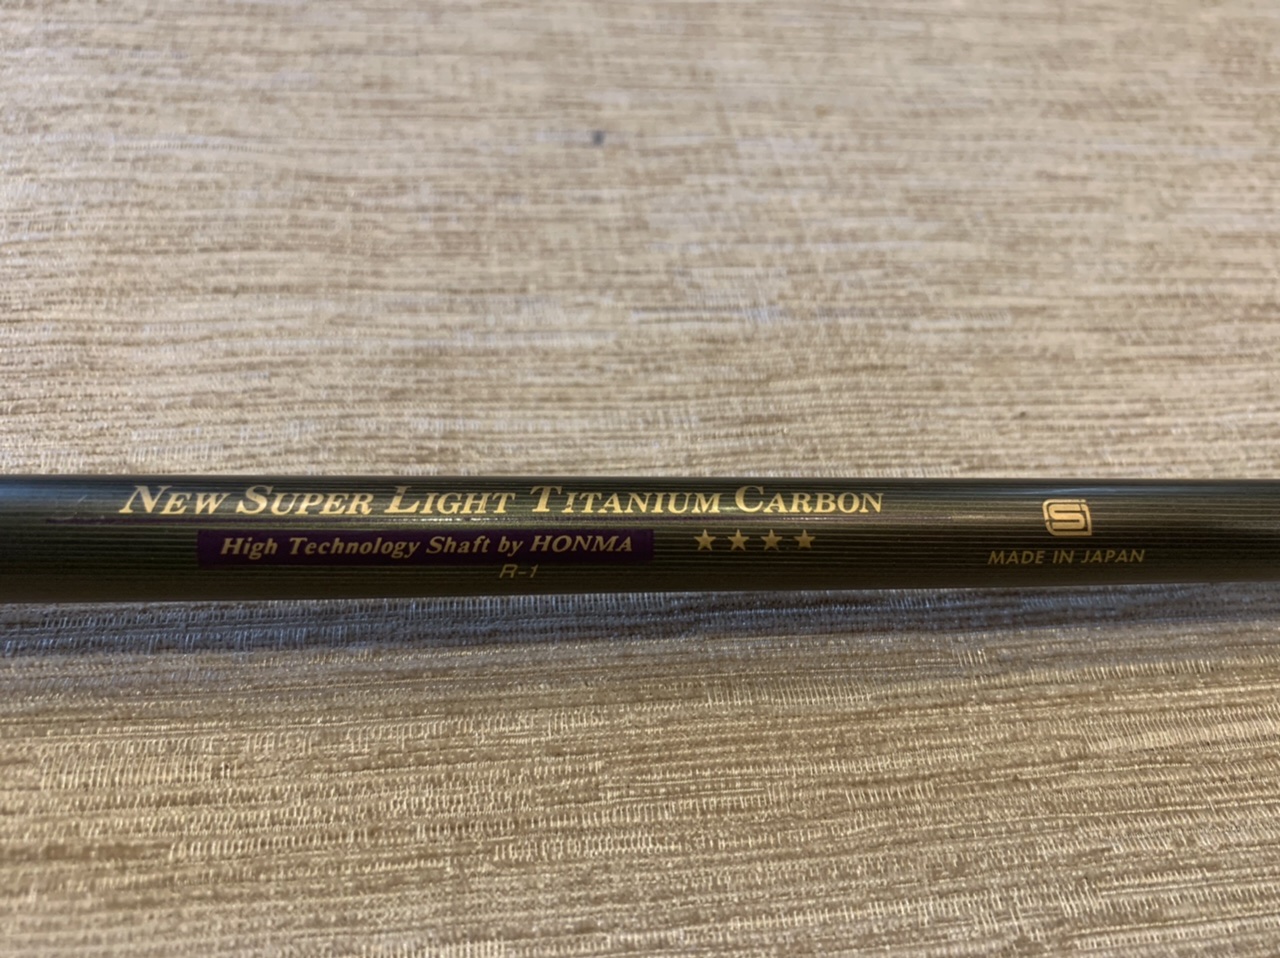 NEW SUPER LIGHT TITANIUM CARBON
High Technology Shaft by HONMA ★★★★
R-1
S
MADE IN JAPAN